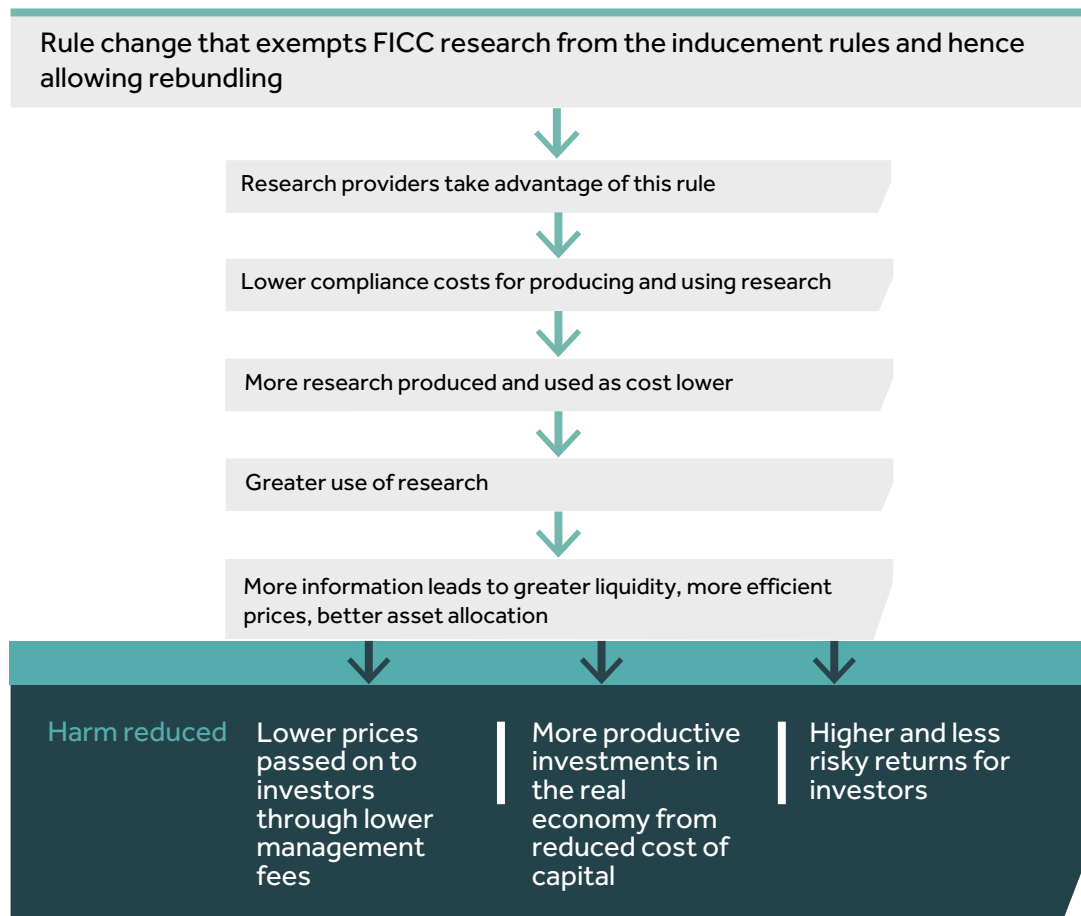 Rule change that exempts FICC research from the inducement rules and hence
allowing rebundling
Research providers take advantage of this rule
Lower compliance costs for producing and using research
More research produced and used as cost lower
Greater use of research
More information leads to greater liquidity, more efficient
prices, better asset allocation
Harm reduced
Lower prices
passed on to
investors
through lower
management
fees
More productive
investments in
the real
economy from
reduced cost of
capital
Higher and less
risky returns for
investors